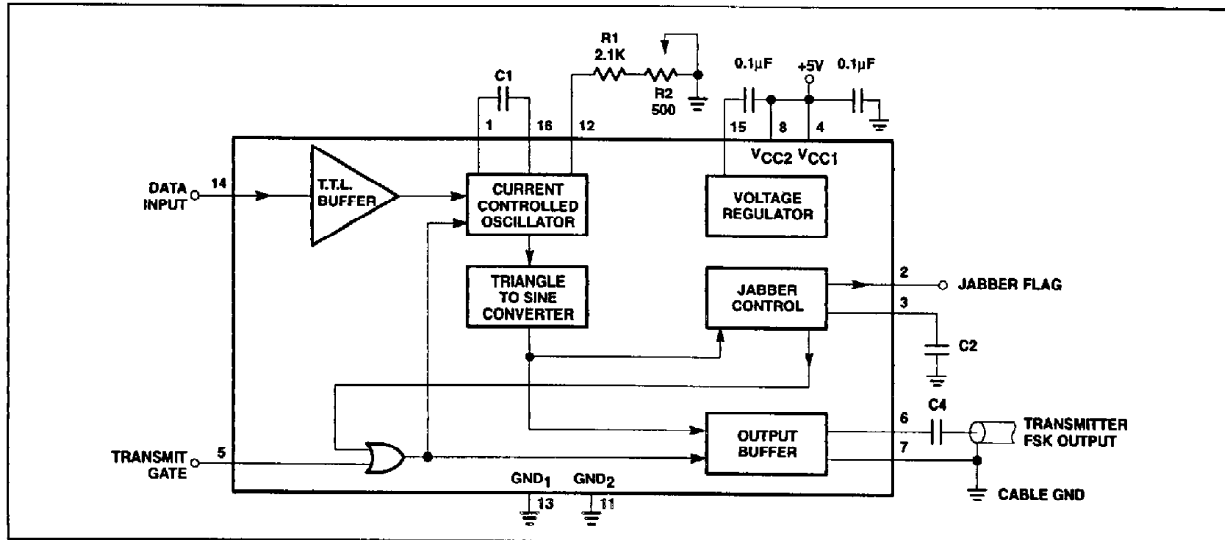 R1
2.1K
R2
500
C1
0.1µF
+5V
0.1µF
1
16
12
15
8
4
VCC2
VCC1
DATA
INPUT
14
T.T.L.
BUFFER
CURRENT
CONTROLLED
OSCILLATOR
VOLTAGE
REGULATOR
TRIANGLE
TO SINE
CONVERTER
JABBER
CONTROL
2
JABBER FLAG
3
C2
OUTPUT
BUFFER
6
C4
7
TRANSMITTER
FSK OUTPUT
CABLE GND
TRANSMIT
GATE
5
GND1
GND2
13
11